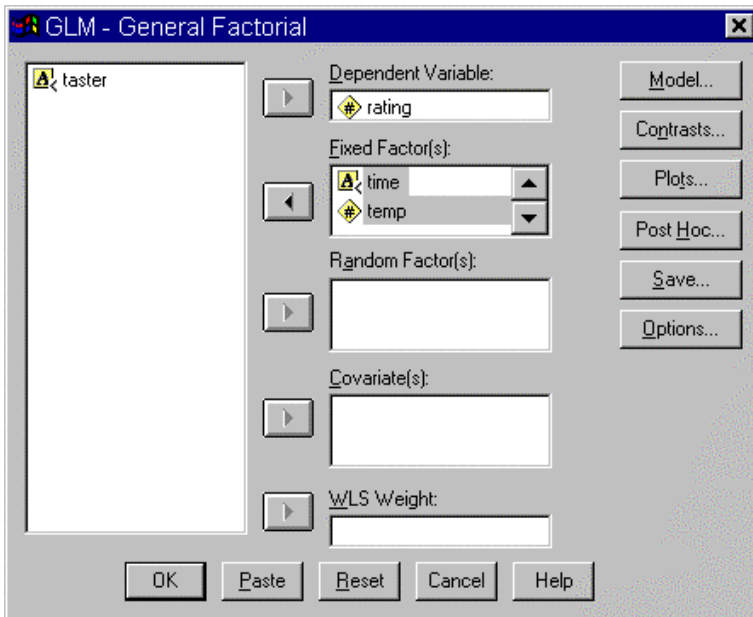 GLM - General Factorial
taster
Dependent Variable:
rating
Fixed Factor(s):
time
temp
Random Factor(s):
Covariate(s):
WLS Weight:
Model...
Contrasts...
Plots...
Post Hoc...
Save...
Options...
OK
Paste
Reset
Cancel
Help